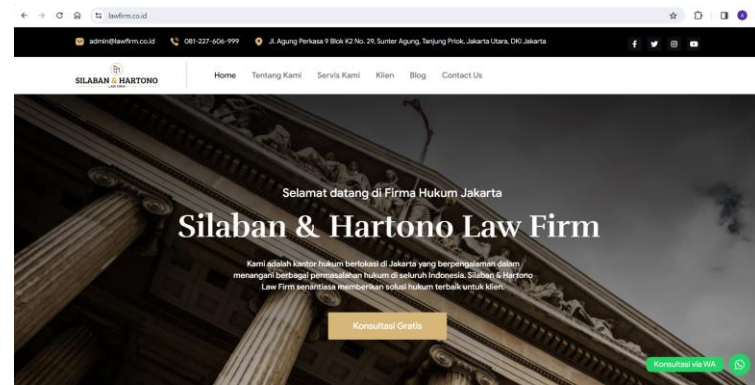 lawfirm.co.id
admin@lawfirm.co.id 081-227-606-999 Jl. Agung Perkasa 9 Blok K2 No. 29, Sunter Agung, Tanjung Priok, Jakarta Utara, DKI Jakarta
SILABAN & HARTONO
LAW FIRM
Home Tentang Kami Servis Kami Klien Blog Contact Us
Selamat datang di Firma Hukum Jakarta
Silaban & Hartono Law Firm
Kami adalah kantor hukum berlokasi di Jakarta yang berpengalaman dalam
menangani berbagai permasalahan hukum di seluruh Indonesia. Silaban & Hartono
Law Firm senantiasa memberikan solusi hukum terbaik untuk klien.
Konsultasi Gratis
Konsultasi via WA